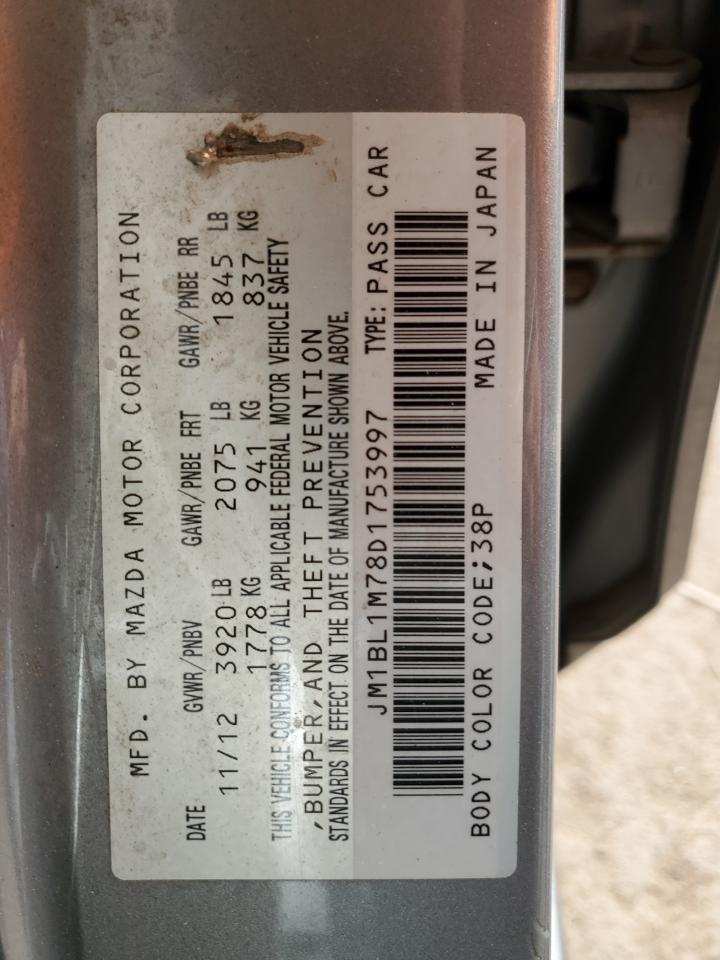 MFD. BY MAZDA MOTOR CORPORATION
DATE GVWR/PNBV GAWR/PNBE FRT GAWR/PNBE RR
11/12 3920 LB 2075 LB 1845 LB
1778 KG 941 KG 837 KG
THIS VEHICLE CONFORMS TO ALL APPLICABLE FEDERAL MOTOR VEHICLE SAFETY
,BUMPER,AND THEFT PREVENTION
STANDARDS IN EFFECT ON THE DATE OF MANUFACTURE SHOWN ABOVE.
JM1BL1M78D1753997 TYPE: PASS CAR
BODY COLOR CODE;38P MADE IN JAPAN